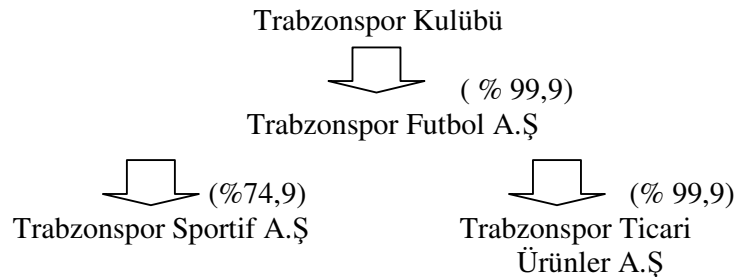 Trabzonspor Kulübü
( % 99,9)
Trabzonspor Futbol A.Ş
(%74,9)
(% 99,9)
Trabzonspor Sportif A.Ş
Trabzonspor Ticari
Ürünler A.Ş